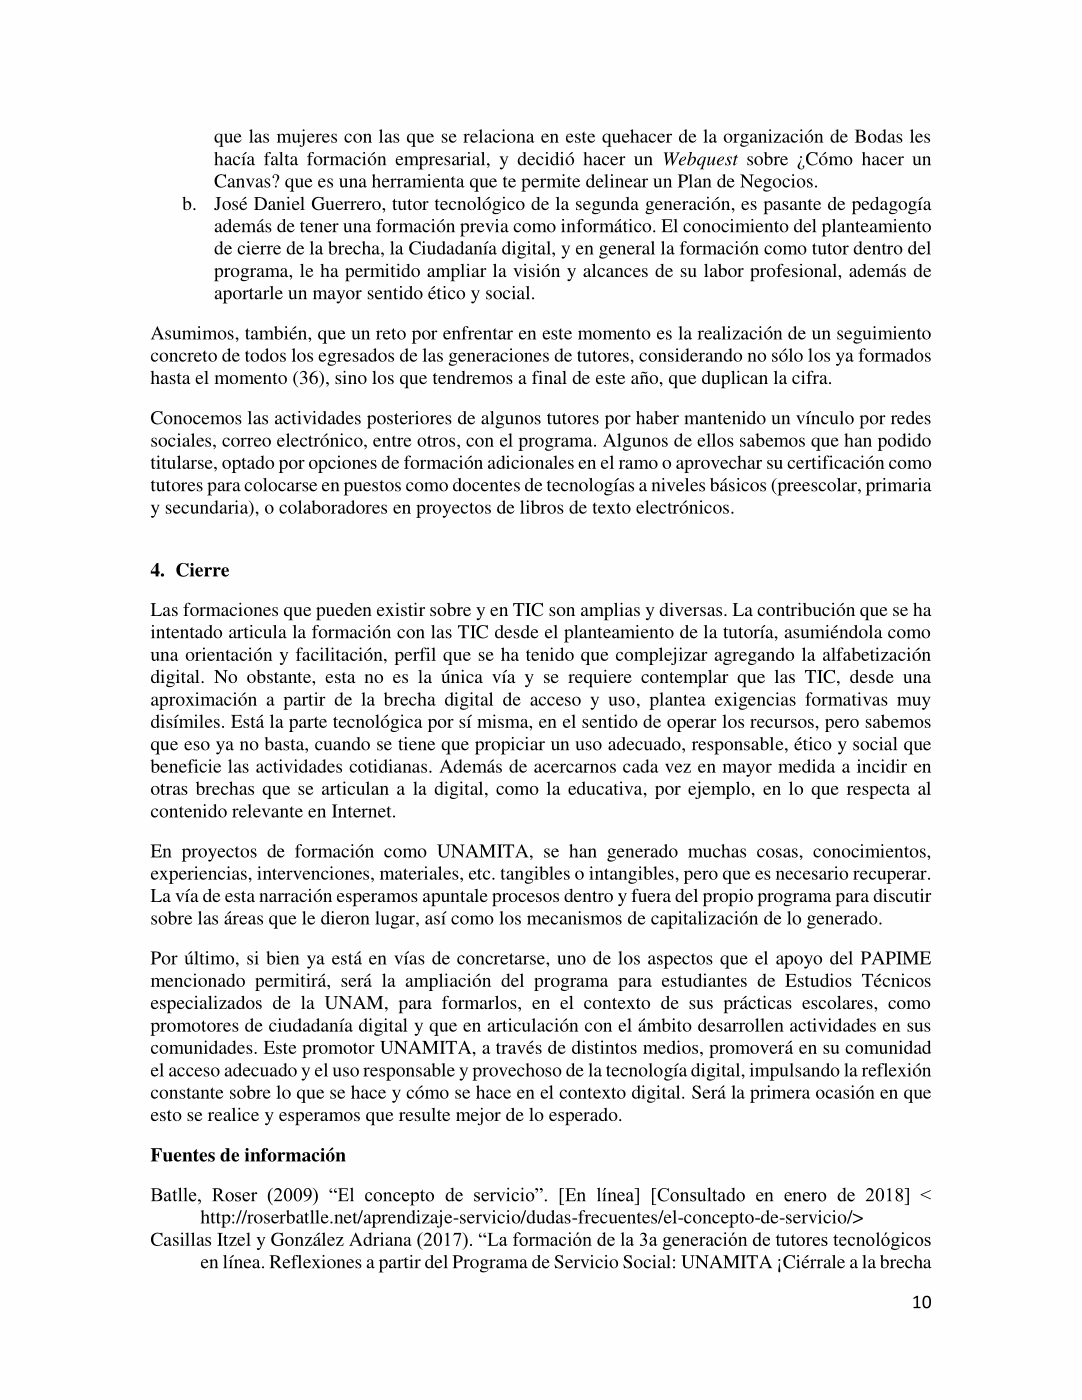 que las mujeres con las que se relaciona en este quehacer de la organización de Bodas les
hacía falta formación empresarial, y decidió hacer un Webquest sobre ¿Cómo hacer un
Canvas? que es una herramienta que te permite delinear un Plan de Negocios.
b. José Daniel Guerrero, tutor tecnológico de la segunda generación, es pasante de pedagogía
además de tener una formación previa como informático. El conocimiento del planteamiento
de cierre de la brecha, la Ciudadanía digital, y en general la formación como tutor dentro del
programa, le ha permitido ampliar la visión y alcances de su labor profesional, además de
aportarle un mayor sentido ético y social.
Asumimos, también, que un reto por enfrentar en este momento es la realización de un seguimiento
concreto de todos los egresados de las generaciones de tutores, considerando no sólo los ya formados
hasta el momento (36), sino los que tendremos a final de este año, que duplican la cifra.
Conocemos las actividades posteriores de algunos tutores por haber mantenido un vínculo por redes
sociales, correo electrónico, entre otros, con el programa. Algunos de ellos sabemos que han podido
titularse, optado por opciones de formación adicionales en el ramo o aprovechar su certificación como
tutores para colocarse en puestos como docentes de tecnologías a niveles básicos (preescolar, primaria
y secundaria), o colaboradores en proyectos de libros de texto electrónicos.
4. Cierre
Las formaciones que pueden existir sobre y en TIC son amplias y diversas. La contribución que se ha
intentado articula la formación con las TIC desde el planteamiento de la tutoría, asumiéndola como
una orientación y facilitación, perfil que se ha tenido que complejizar agregando la alfabetización
digital. No obstante, esta no es la única vía y se requiere contemplar que las TIC, desde una
aproximación a partir de la brecha digital de acceso y uso, plantea exigencias formativas muy
disímiles. Está la parte tecnológica por sí misma, en el sentido de operar los recursos, pero sabemos
que eso ya no basta, cuando se tiene que propiciar un uso adecuado, responsable, ético y social que
beneficie las actividades cotidianas. Además de acercarnos cada vez en mayor medida a incidir en
otras brechas que se articulan a la digital, como la educativa, por ejemplo, en lo que respecta al
contenido relevante en Internet.
En proyectos de formación como UNAMITA, se han generado muchas cosas, conocimientos,
experiencias, intervenciones, materiales, etc. tangibles o intangibles, pero que es necesario recuperar.
La vía de esta narración esperamos apuntale procesos dentro y fuera del propio programa para discutir
sobre las áreas que le dieron lugar, así como los mecanismos de capitalización de lo generado.
Por último, si bien ya está en vías de concretarse, uno de los aspectos que el apoyo del PAPIME
mencionado permitirá, será la ampliación del programa para estudiantes de Estudios Técnicos
especializados de la UNAM, para formarlos, en el contexto de sus prácticas escolares, como
promotores de ciudadanía digital y que en articulación con el ámbito desarrollen actividades en sus
comunidades. Este promotor UNAMITA, a través de distintos medios, promoverá en su comunidad
el acceso adecuado y el uso responsable y provechoso de la tecnología digital, impulsando la reflexión
constante sobre lo que se hace y cómo se hace en el contexto digital. Será la primera ocasión en que
esto se realice y esperamos que resulte mejor de lo esperado.
Fuentes de información
Batlle, Roser (2009) “El concepto de servicio”. [En línea] [Consultado en enero de 2018] <
http://roserbatlle.net/aprendizaje-servicio/dudas-frecuentes/el-concepto-de-servicio/>
Casillas Itzel y González Adriana (2017). “La formación de la 3a generación de tutores tecnológicos
en línea. Reflexiones a partir del Programa de Servicio Social: UNAMITA ¡Ciérrale a la brecha
10